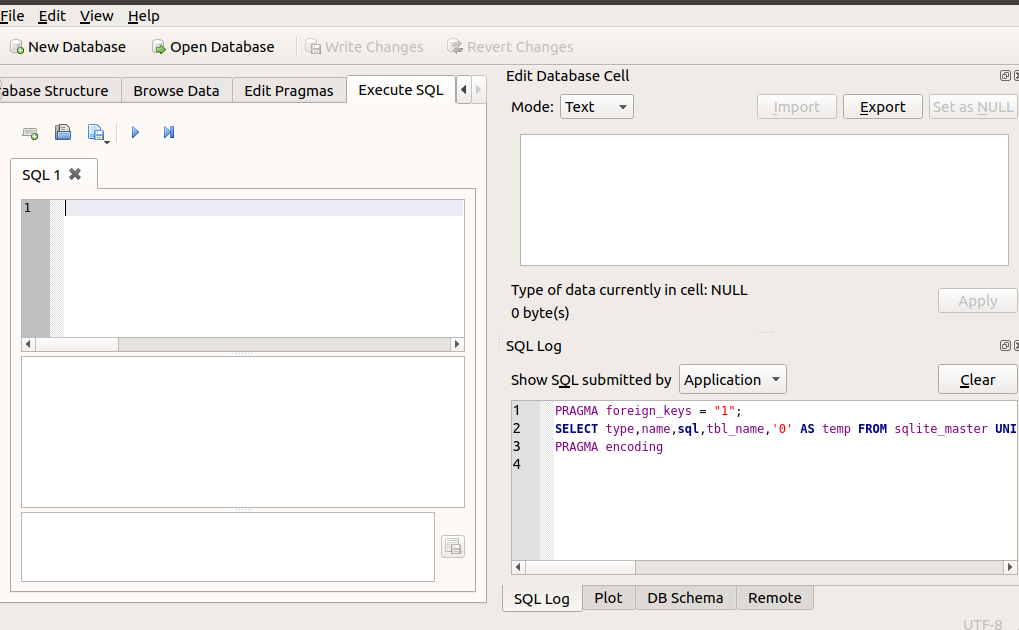 File Edit View Help
New Database Open Database Write Changes Revert Changes
abase Structure Browse Data Edit Pragmas Execute SQL
SQL 1
1
Edit Database Cell
Mode: Text Import Export Set as NULL
Type of data currently in cell: NULL
0 byte(s)
Apply
SQL Log
Show SQL submitted by Application Clear
1 PRAGMA foreign_keys = "1";
2 SELECT type,name,sql,tbl_name,'0' AS temp FROM sqlite_master UNI
3 PRAGMA encoding
4
SQL Log Plot DB Schema Remote
UTF-8